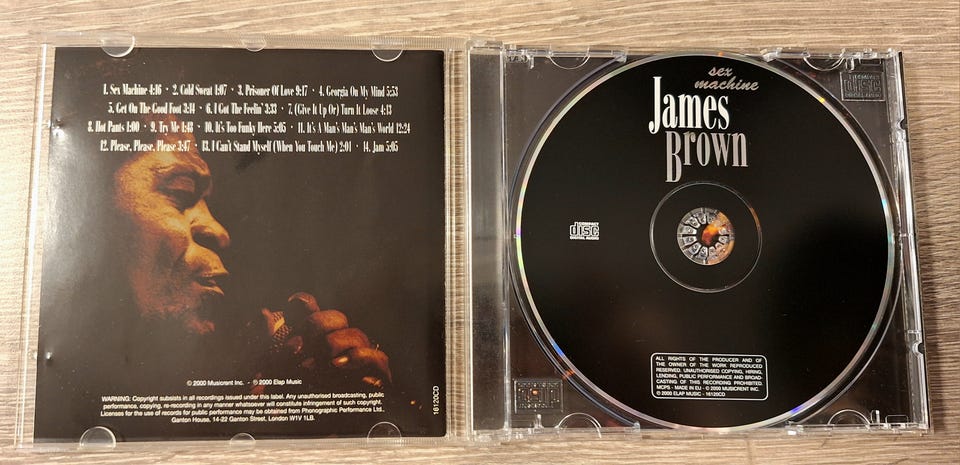 1. Sex Machine 4:16 • 2. Cold Sweat 1:07 • 3. Prisoner Of Love 9:17 • 4. Georgia On My Mind 5:53
5. Get On The Good Foot 3:14 • 6. I Got The Feelin' 3:33 • 7. (Give It Up Or) Turn It Loose 4:13
8. Hot Pants 1:00 • 9. Try Me 1:48 • 10. It's Too Funky Here 5:05 • 11. It's A Man's Man's Man's World 12:24
12. Please, Please, Please 3:47 • 13. I Can't Stand Myself (When You Touch Me) 2:01 • 14. Jam 5:05
© 2000 Musicrent Inc. - ℗ 2000 Elap Music
WARNING: Copyright subsists in all recordings issued under this label. Any unauthorised broadcasting, public
performance, copying, re-recording in any manner whatsoever will constitute infringement of such copyright.
Licenses for the use of records for public performance may be obtained from Phonographic Performance Ltd.,
Ganton House, 14-22 Ganton Street, London W1V 1LB.
16120CD
sex
machine
James
Brown
COMPACT
disc
DIGITAL AUDIO
ALL RIGHTS OF THE PRODUCER AND OF
THE OWNER OF THE WORK REPRODUCED
RESERVED. UNAUTHORISED COPYING, HIRING,
LENDING, PUBLIC PERFORMANCE AND BROAD-
CASTING OF THIS RECORDING PROHIBITED.
MCPS - MADE IN EU - © 2000 MUSICRENT INC.
℗ 2000 ELAP MUSIC - 16120CD